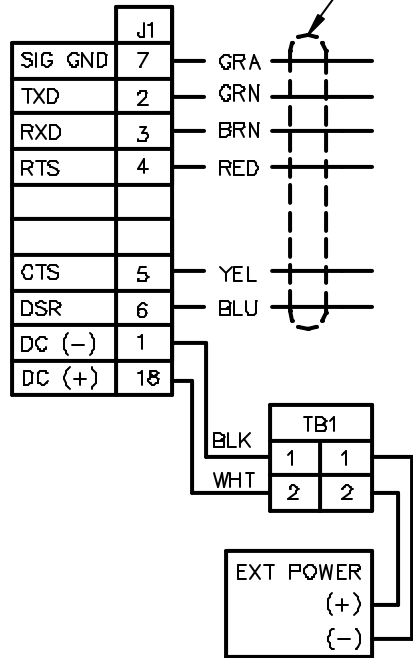 J1
SIG GND 7 GRA
TXD 2 GRN
RXD 3 BRN
RTS 4 RED
CTS 5 YEL
DSR 6 BLU
DC (-) 1
DC (+) 18
TB1
BLK 1 1
WHT 2 2
EXT POWER
(+)
(-)